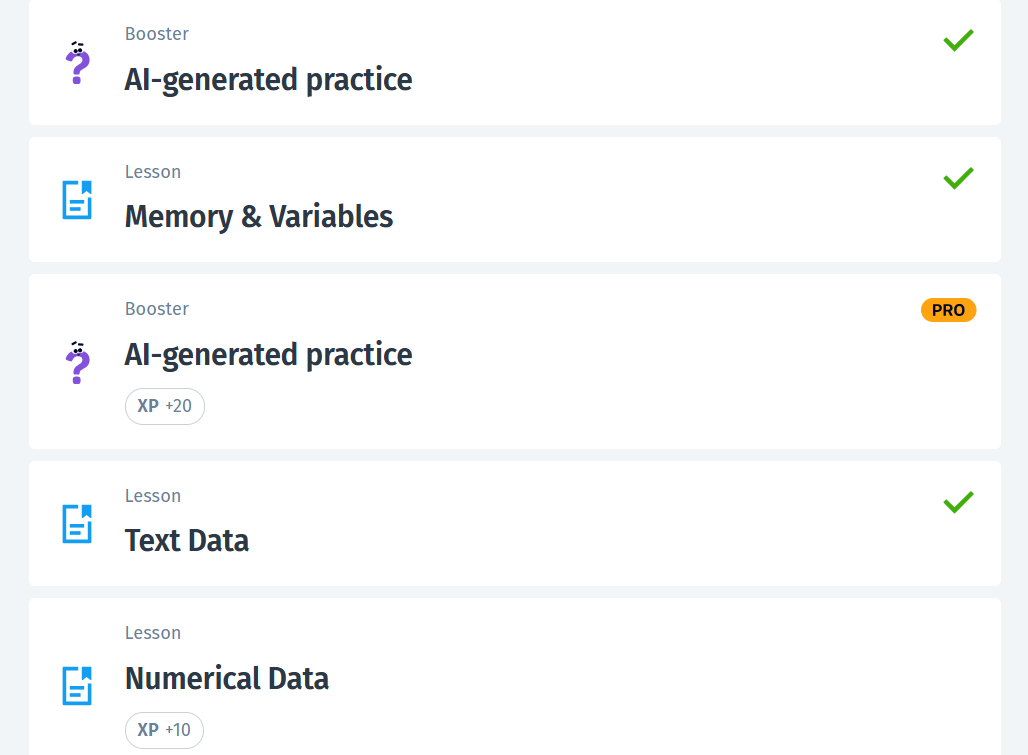 Booster
AI-generated practice
Lesson
Memory & Variables
Booster
PRO
AI-generated practice
XP +20
Lesson
Text Data
Lesson
Numerical Data
XP +10